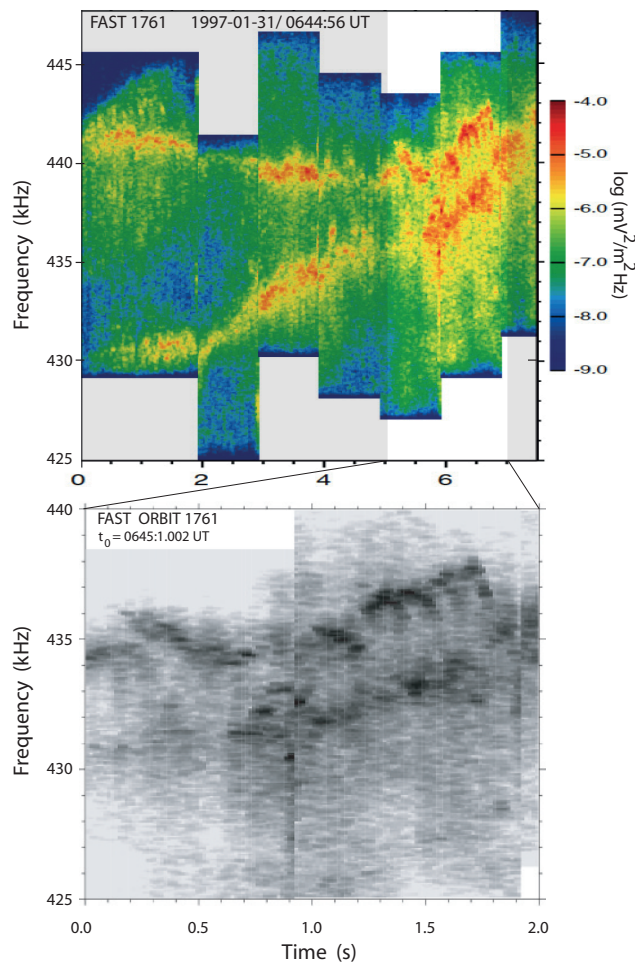 FAST 1761 1997-01-31/ 0644:56 UT
445
440
435
430
425
Frequency (kHz)
0 2 4 6
-4.0
-5.0
-6.0
-7.0
-8.0
-9.0
log (mV²/m² Hz)
440
435
430
425
Frequency (kHz)
FAST ORBIT 1761
t₀ = 0645:1.002 UT
0.0 0.5 1.0 1.5 2.0
Time (s)